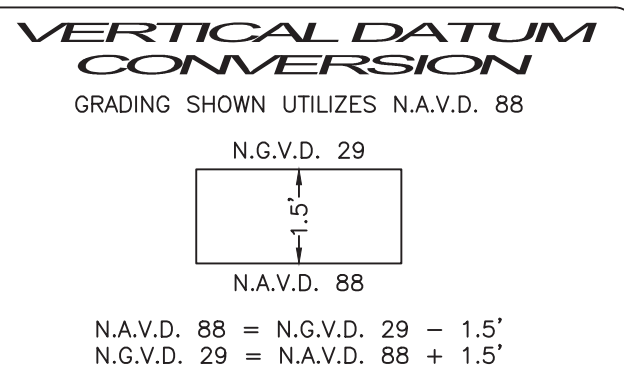 VERTICAL DATUM
CONVERSION
GRADING SHOWN UTILIZES N.A.V.D. 88
N.G.V.D. 29
1.5'
N.A.V.D. 88
N.A.V.D. 88 = N.G.V.D. 29 - 1.5'
N.G.V.D. 29 = N.A.V.D. 88 + 1.5'